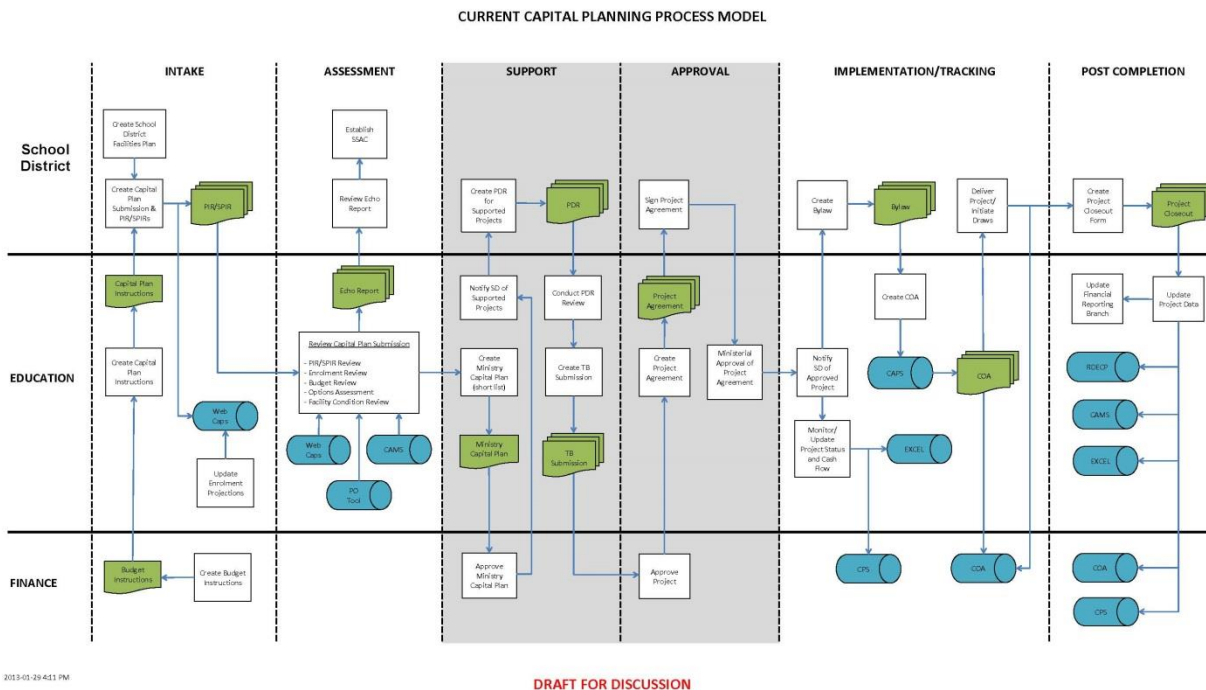 CURRENT CAPITAL PLANNING PROCESS MODEL
INTAKE
ASSESSMENT
SUPPORT
APPROVAL
IMPLEMENTATION/TRACKING
POST COMPLETION
School
District
Create School
District
Facilities Plan
Create Capital
Plan
Submission &
PIR/SPIRs
PIR/SPIR
Establish
SSAC
Review Echo
Report
Create PDR
for
Supported
Projects
PDR
Sign Project
Agreement
Create
Bylaw
Bylaw
Deliver
Project/
Initiate
Draws
Create
Project
Closeout
Form
Project
Closeout
EDUCATION
Capital Plan
Instructions
Create Capital
Plan
Instructions
Web
Caps
Update
Enrolment
Projections
Echo Report
Review Capital Plan Submission
- PIR/SPIR Review
- Enrolment Review
- Budget Review
- Options Assessment
- Facility Condition Review
Web
Caps
CAMS
PD
Tool
Notify SD of
Supported
Projects
Create
Ministry
Capital Plan
(short list)
Ministry
Capital Plan
Conduct PDR
Review
Create TB
Submission
TB
Submission
Project
Agreement
Create
Project
Agreement
Ministerial
Approval of
Project
Agreement
Notify
SD of
Approved
Project
Monitor/
Update
Project Status
and Cash
Flow
Create COA
CAPS
COA
EXCEL
Update
Financial
Reporting
Branch
Update
Project Data
CAMS
EXCEL
FINANCE
Budget
Instructions
Create Budget
Instructions
Approve
Ministry
Capital Plan
Approve
Project
CPS
COA
COA
CPS
2013-01-29 4:11 PM
DRAFT FOR DISCUSSION